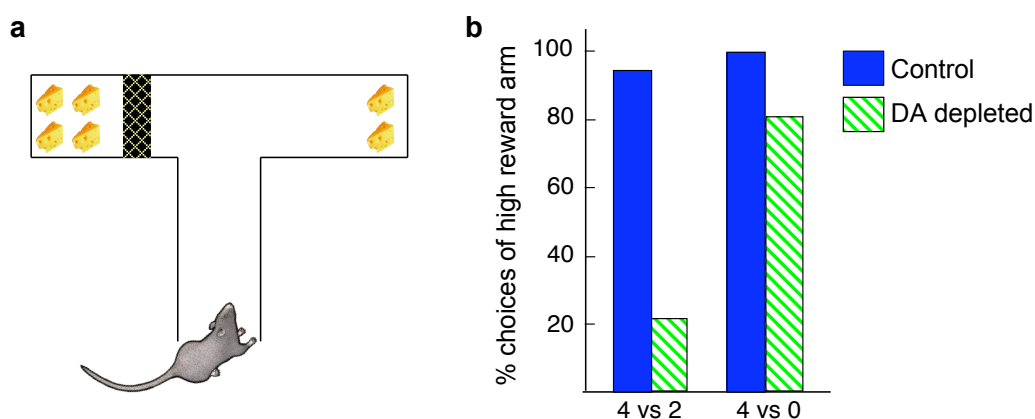 a
b
% choices of high reward arm
100
80
60
40
20
4 vs 2
4 vs 0
Control
DA depleted